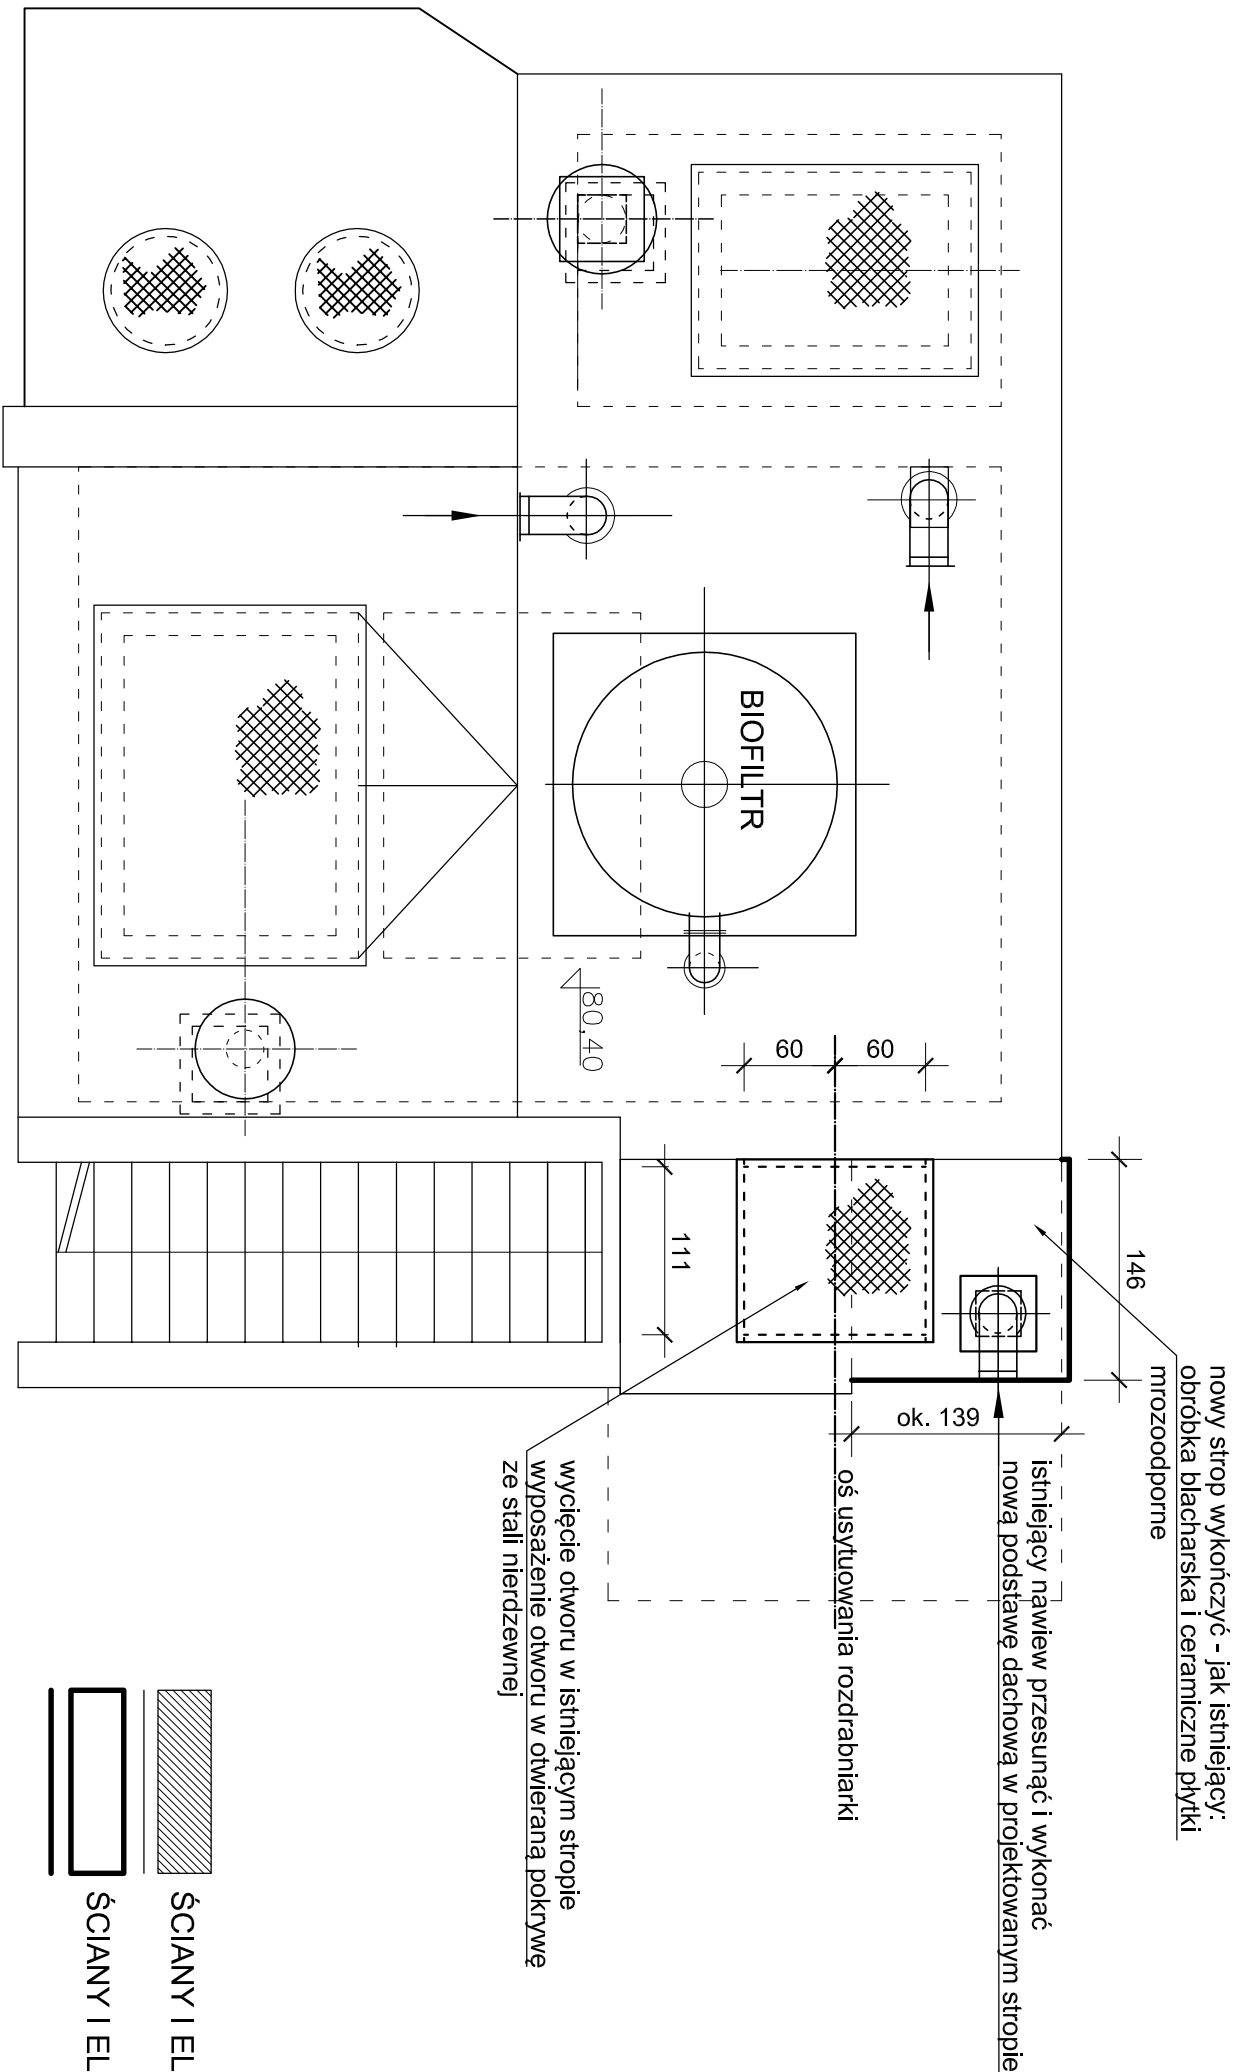 nowy strop wykończyć - jak istniejący:
obróbka blacharska i ceramiczne płytki
mrozoodporne
146
istniejący nawiew przesunąć i wykonać
nową podstawę dachową w projektowanym stropie
ok. 139
60
60
oś usytuowania rozdrabniarki
BIOFILTR
111
80,40
wycięcie otworu w istniejącym stropie
wyposażenie otworu w otwieraną pokrywę
ze stali nierdzewnej
ŚCIANY I EL
ŚCIANY I EL